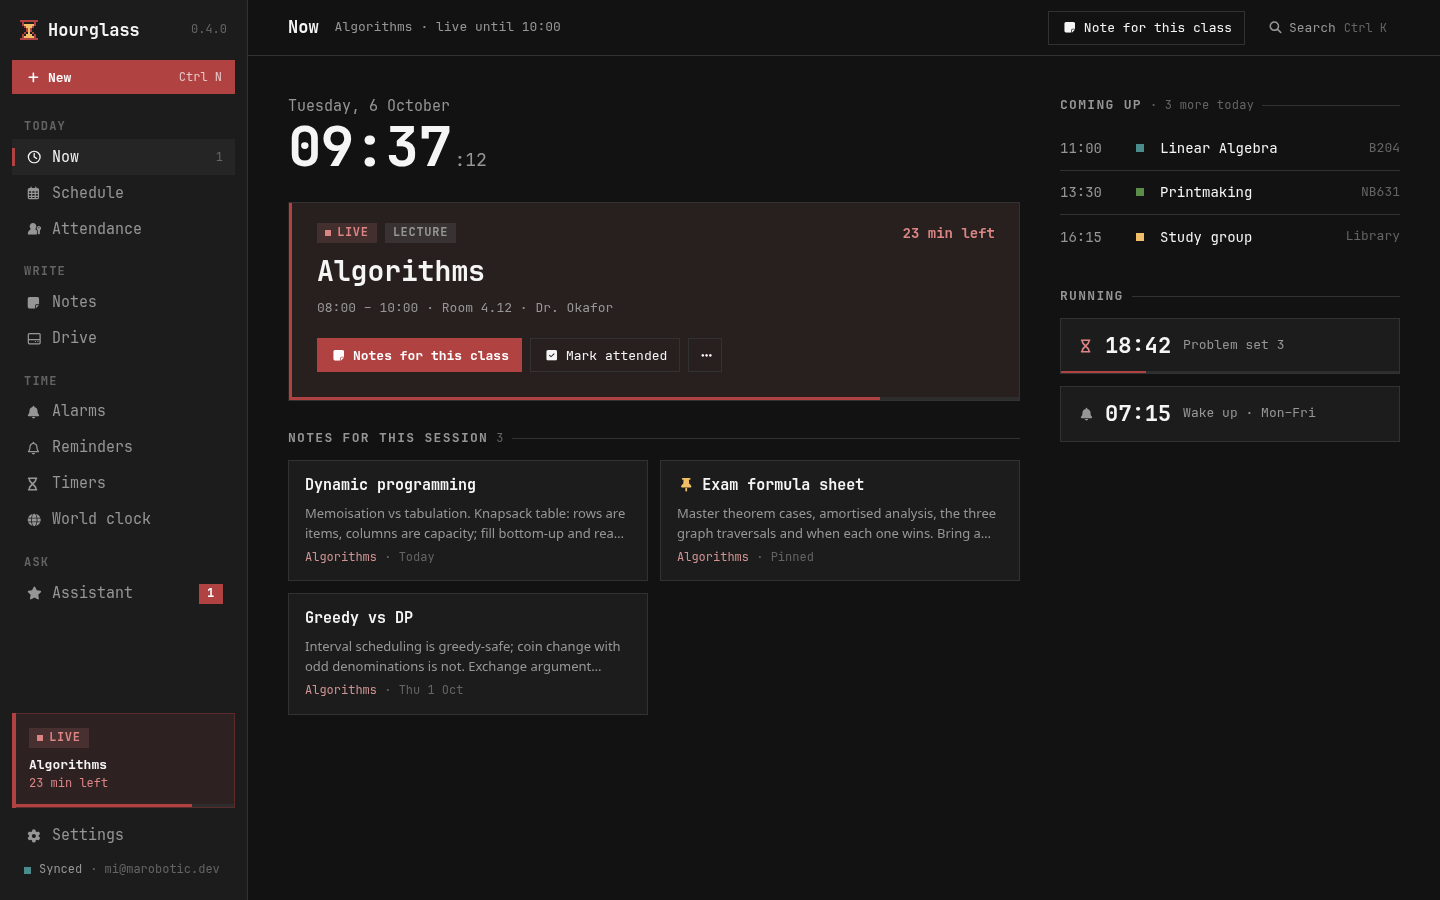 Hourglass 0.4.0
New Ctrl N
TODAY
Now 1
Schedule
Attendance
WRITE
Notes
Drive
TIME
Alarms
Reminders
Timers
World clock
ASK
Assistant 1
LIVE
Algorithms
23 min left
Settings
Synced · mi@marobotic.dev
Now Algorithms · live until 10:00
Note for this class Search Ctrl K
Tuesday, 6 October
09:37 :12
LIVE LECTURE 23 min left
Algorithms
08:00 – 10:00 · Room 4.12 · Dr. Okafor
Notes for this class Mark attended
NOTES FOR THIS SESSION 3
Dynamic programming
Memoisation vs tabulation. Knapsack table: rows are
items, columns are capacity; fill bottom-up and rea…
Algorithms · Today
Exam formula sheet
Master theorem cases, amortised analysis, the three
graph traversals and when each one wins. Bring a…
Algorithms · Pinned
Greedy vs DP
Interval scheduling is greedy-safe; coin change with
odd denominations is not. Exchange argument…
Algorithms · Thu 1 Oct
COMING UP · 3 more today
11:00 Linear Algebra B204
13:30 Printmaking NB631
16:15 Study group Library
RUNNING
18:42 Problem set 3
07:15 Wake up · Mon–Fri